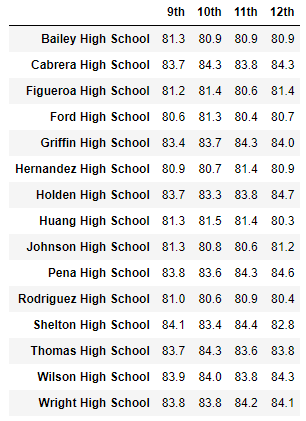 9th 10th 11th 12th
Bailey High School 81.3 80.9 80.9 80.9
Cabrera High School 83.7 84.3 83.8 84.3
Figueroa High School 81.2 81.4 80.6 81.4
Ford High School 80.6 81.3 80.4 80.7
Griffin High School 83.4 83.7 84.3 84.0
Hernandez High School 80.9 80.7 81.4 80.9
Holden High School 83.7 83.3 83.8 84.7
Huang High School 81.3 81.5 81.4 80.3
Johnson High School 81.3 80.8 80.6 81.2
Pena High School 83.8 83.6 84.3 84.6
Rodriguez High School 81.0 80.6 80.9 80.4
Shelton High School 84.1 83.4 84.4 82.8
Thomas High School 83.7 84.3 83.6 83.8
Wilson High School 83.9 84.0 83.8 84.3
Wright High School 83.8 83.8 84.2 84.1